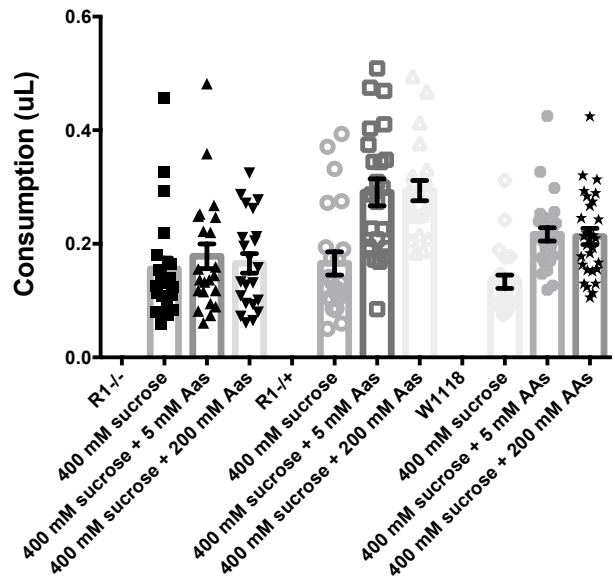 Consumption (uL)
0.6
0.4
0.2
0.0
R1-/-
400 mM sucrose
400 mM sucrose + 5 mM Aas
400 mM sucrose + 200 mM Aas
R1-/+
400 mM sucrose
400 mM sucrose + 5 mM Aas
400 mM sucrose + 200 mM Aas
W1118
400 mM sucrose
400 mM sucrose + 5 mM AAs
400 mM sucrose + 200 mM AAs